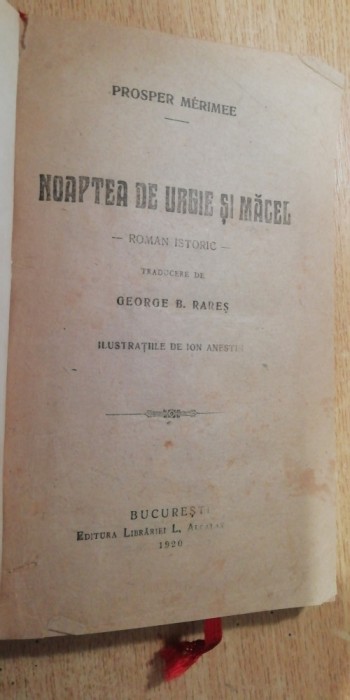 PROSPER MÉRIMEE
NOAPTEA DE URGIE ŞI MĂCEL
— ROMAN ISTORIC —
TRADUCERE DE
GEORGE B. RAREŞ
ILUSTRAŢIILE DE ION
BUCUREŞTI
EDITURA LIBRĂRIEI L.
1920